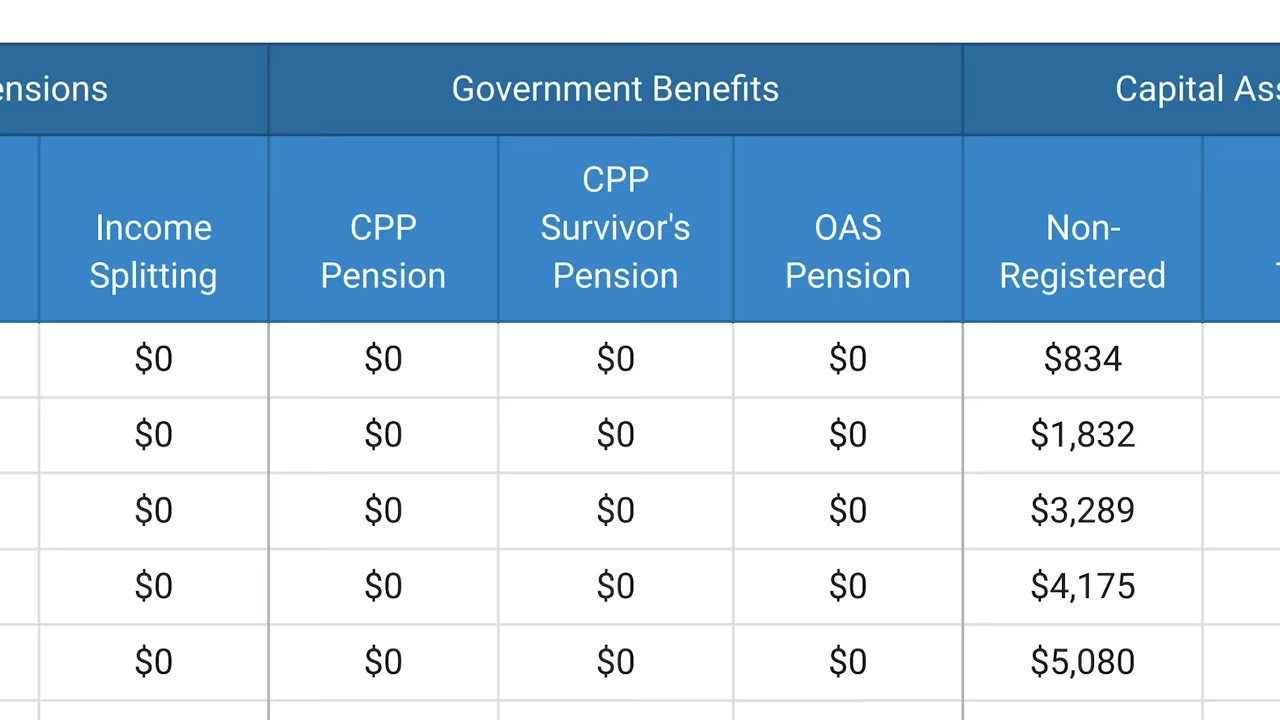 Government Benefits
Capital
Income
Splitting
CPP
Pension
CPP
Survivor's
Pension
OAS
Pension
Non-
Registered
$0 $0 $0 $0 $834
$0 $0 $0 $0 $1,832
$0 $0 $0 $0 $3,289
$0 $0 $0 $0 $4,175
$0 $0 $0 $0 $5,080